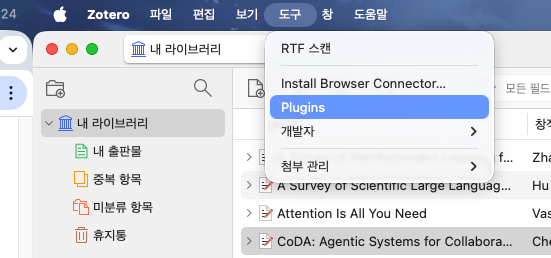 24 Zotero 파일 편집 보기 도구 창 도움말
내 라이브러리
RTF 스캔
Install Browser Connector...
모든 필드
Plugins
내 라이브러리
개발자
창작
내 출판물
f... Zha
첨부 관리
중복 항목
A Survey of Scientific Large Languag... Hu
미분류 항목
Attention Is All You Need Vas
휴지통
CoDA: Agentic Systems for Collabora... Che